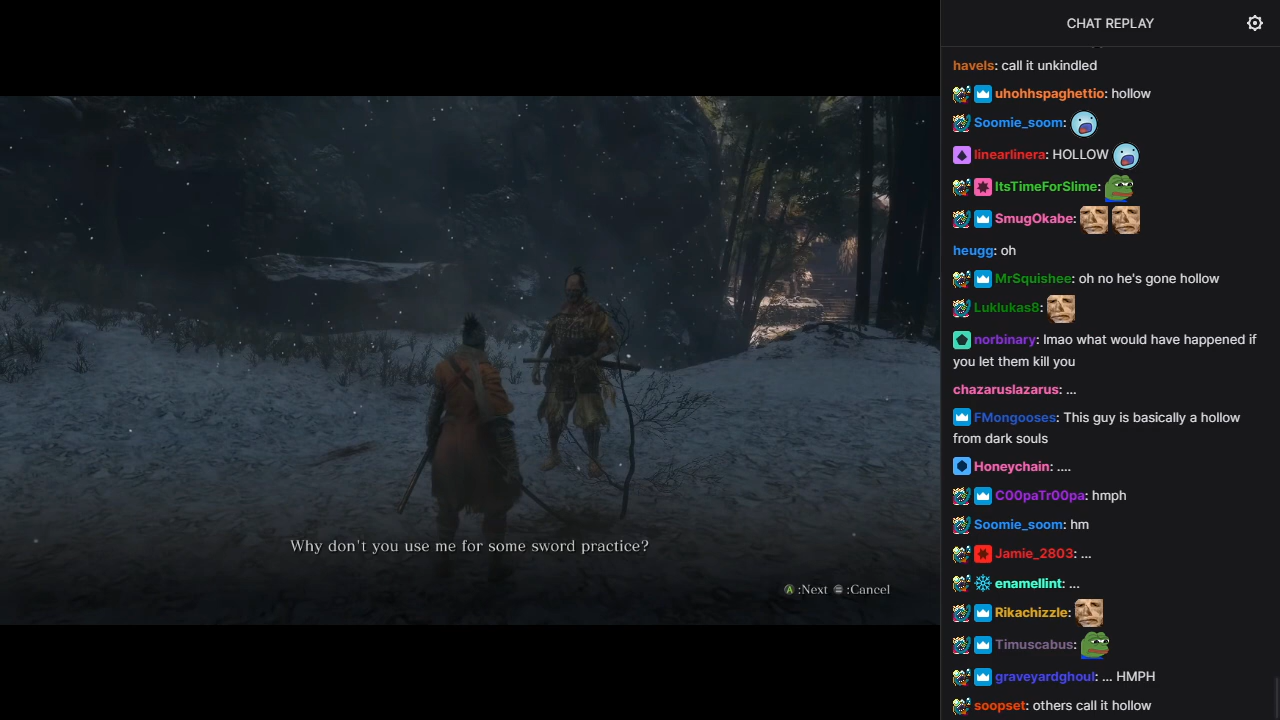 CHAT REPLAY
havels: call it unkindled
uhohhspaghettio: hollow
Soomie_soom:
linearlinera: HOLLOW
ItsTimeForSlime:
SmugOkabe:
heugg: oh
MrSquishee: oh no he's gone hollow
Luklukas8:
norbinary: lmao what would have happened if
you let them kill you
chazaruslazarus: ...
FMongooses: This guy is basically a hollow
from dark souls
Honeychain: ....
C00paTr00pa: hmph
Soomie_soom: hm
Jamie_2803: ...
enamellint: ...
Rikachizzle:
Timuscabus:
graveyardghoul: ... HMPH
soopset: others call it hollow
Why don't you use me for some sword practice?
A :Next :Cancel